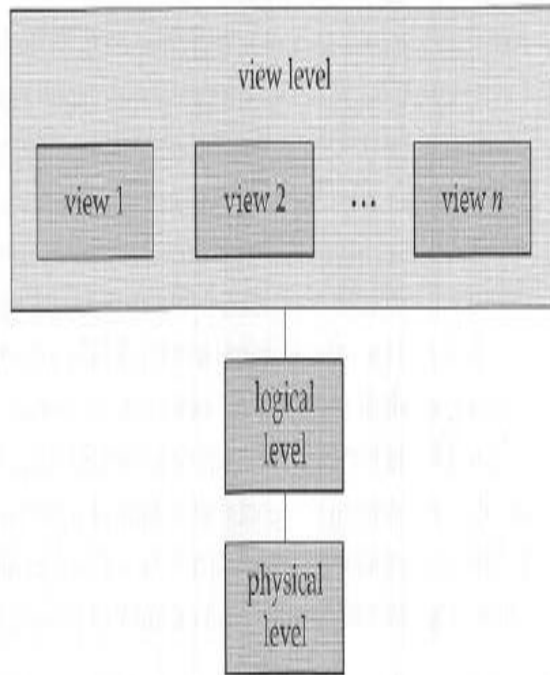 view level
view 1
view 2
...
view n
logical
level
physical
level